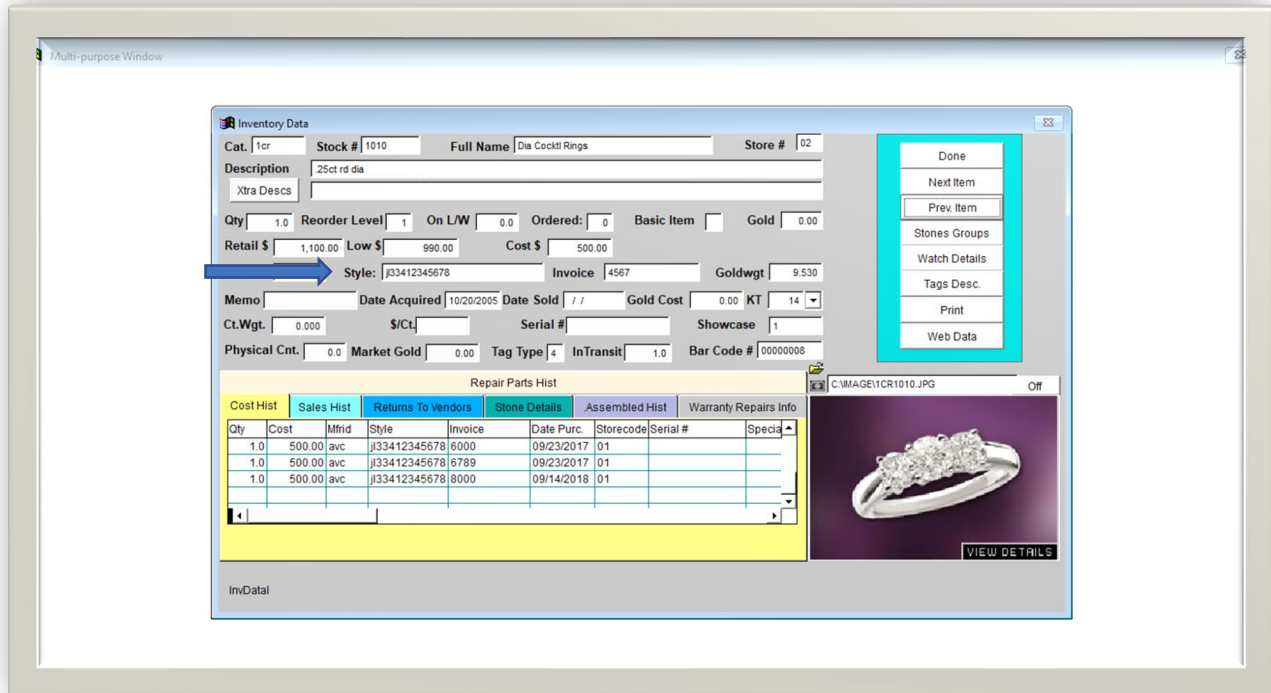 Multi-purpose Window
Inventory Data
Cat. 1cr Stock # 1010 Full Name Dia Cocktl Rings Store # 02
Description .25ct rd dia
Xtra Descs
Qty 1.0 Reorder Level 1 On L/W 0.0 Ordered: 0 Basic Item Gold 0.00
Retail $ 1,100.00 Low $ 990.00 Cost $ 500.00
Style: jl33412345678 Invoice 4567 Goldwgt 9.530
Memo Date Acquired 10/20/2005 Date Sold / / Gold Cost 0.00 KT 14
Ct.Wgt. 0.000 $/Ct. Serial # Showcase 1
Physical Cnt. 0.0 Market Gold 0.00 Tag Type 4 InTransit 1.0 Bar Code # 00000008
Done
Next Item
Prev. Item
Stones Groups
Watch Details
Tags Desc.
Print
Web Data
Repair Parts Hist
C:\IMAGE\1CR1010.JPG Off
Cost Hist Sales Hist Returns To Vendors Stone Details .Assembled Hist Warranty Repairs Info
Qty Cost Mfrid Style Invoice Date Purc. Storecode Serial # Specia
1.0 500.00 avc jl33412345678 6000 09/23/2017 01
1.0 500.00 avc jl33412345678 6789 09/23/2017 01
1.0 500.00 avc jl33412345678 8000 09/14/2018 01
VIEW DETAILS
InvDataI